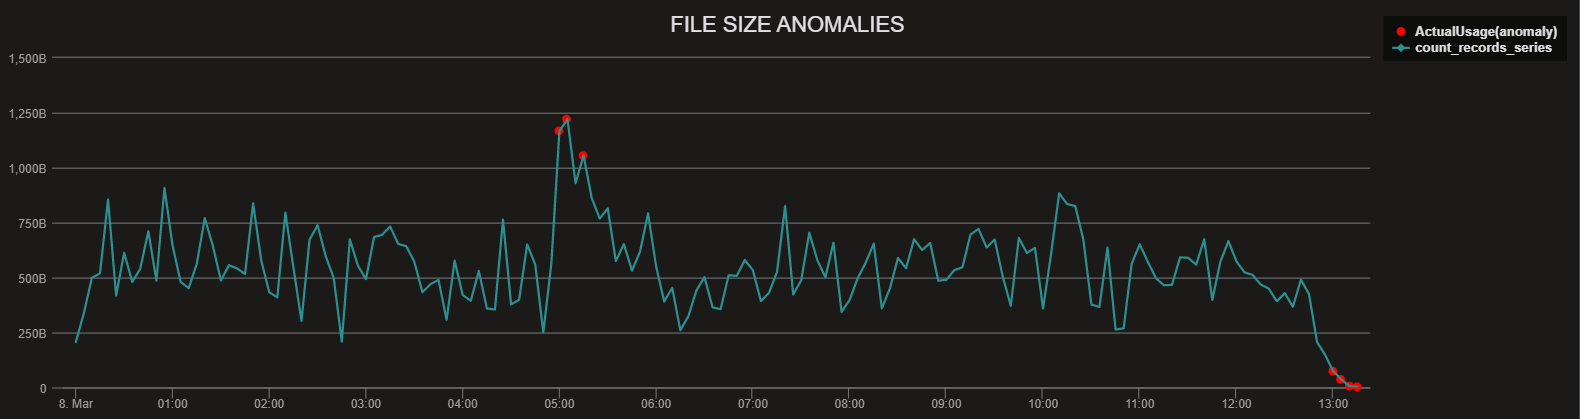 FILE SIZE ANOMALIES
ActualUsage(anomaly)
count_records_series
1,500B
1,250B
1,000B
750B
500B
250B
0
8. Mar 01:00 02:00 03:00 04:00 05:00 06:00 07:00 08:00 09:00 10:00 11:00 12:00 13:00